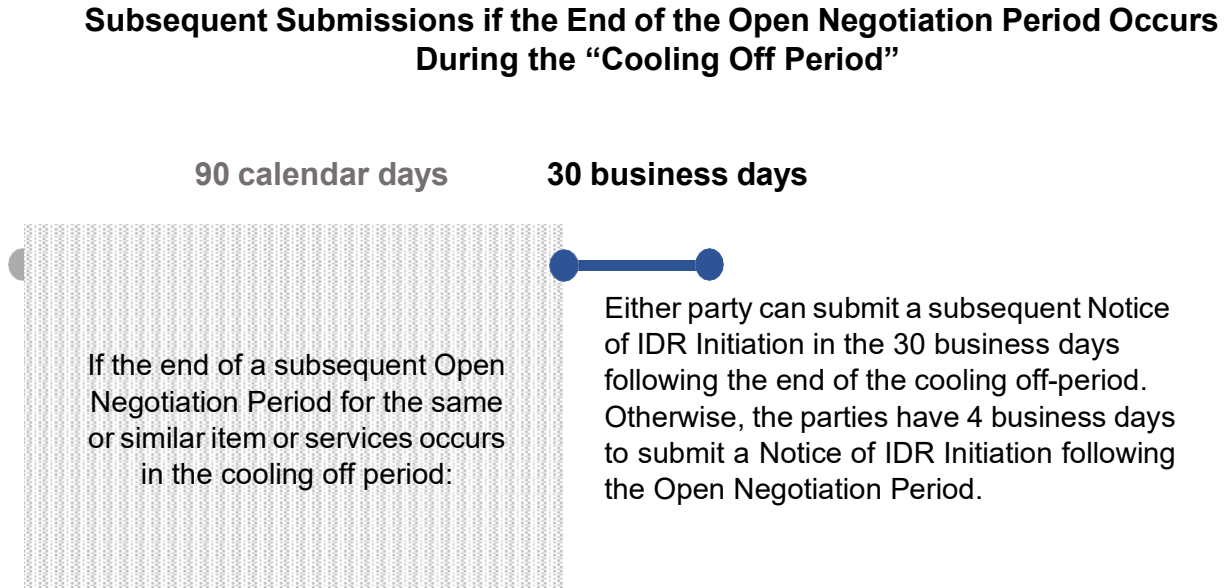 Subsequent Submissions if the End of the Open Negotiation Period Occurs
During the “Cooling Off Period”
90 calendar days
30 business days
If the end of a subsequent Open
Negotiation Period for the same
or similar item or services occurs
in the cooling off period:
Either party can submit a subsequent Notice
of IDR Initiation in the 30 business days
following the end of the cooling off-period.
Otherwise, the parties have 4 business days
to submit a Notice of IDR Initiation following
the Open Negotiation Period.